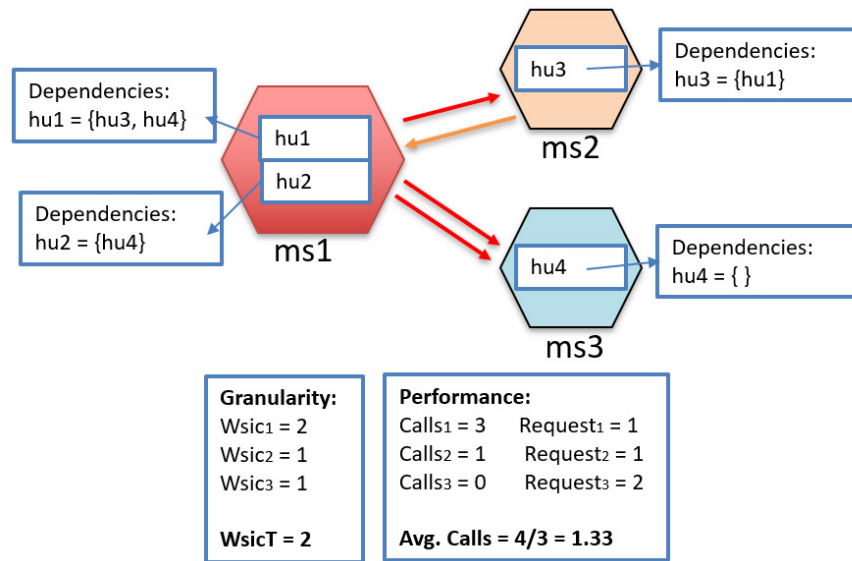 Dependencies:
hu1 = {hu3, hu4}
Dependencies:
hu2 = {hu4}
hu1
hu2
ms1
hu3
ms2
Dependencies:
hu3 = {hu1}
hu4
ms3
Dependencies:
hu4 = { }
Granularity:
Wsic1 = 2
Wsic2 = 1
Wsic3 = 1
WsicT = 2
Performance:
Calls1 = 3 Request1 = 1
Calls2 = 1 Request2 = 1
Calls3 = 0 Request3 = 2
Avg. Calls = 4/3 = 1.33